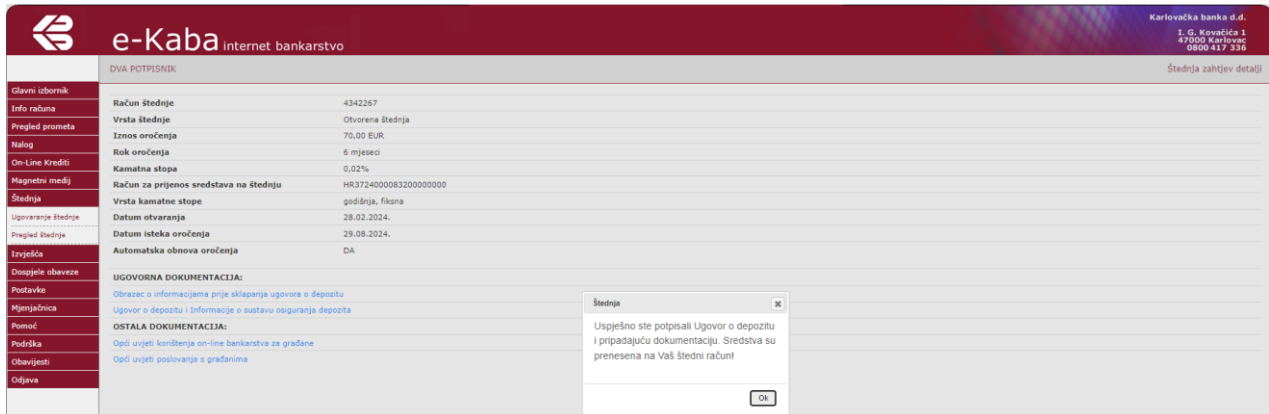 Karlovačka banka d.d.
I. G. Kovačića 1
47000 Karlovac
0800 417 336
e-Kaba internet bankarstvo
DVA POTPISNIK
Štednja zahtjev detalji
Glavni izbornik
Info računa
Pregled prometa
Nalog
On-Line Krediti
Magnetni medij
Štednja
Ugovaranje štednje
Pregled štednje
Izvješća
Dospjele obaveze
Postavke
Mjenjačnica
Pomoć
Podrška
Obavijesti
Odjava
Račun štednje 4342267
Vrsta štednje Otvorena štednja
Iznos oročenja 70,00 EUR
Rok oročenja 6 mjeseci
Kamatna stopa 0,02%
Račun za prijenos sredstava na štednju HR3724000083200000000
Vrsta kamatne stope godišnja, fiksna
Datum otvaranja 28.02.2024.
Datum isteka oročenja 29.08.2024.
Automatska obnova oročenja DA
UGOVORNA DOKUMENTACIJA:
Obrazac o informacijama prije sklapanja ugovora o depozitu
Ugovor o depozitu i Informacije o sustavu osiguranja depozita
OSTALA DOKUMENTACIJA:
Opći uvjeti korištenja on-line bankarstva za građane
Opći uvjeti poslovanja s građanima
Štednja
Uspješno ste potpisali Ugovor o depozitu
i pripadajuću dokumentaciju. Sredstva su
prenesena na Vaš štedni račun!
Ok